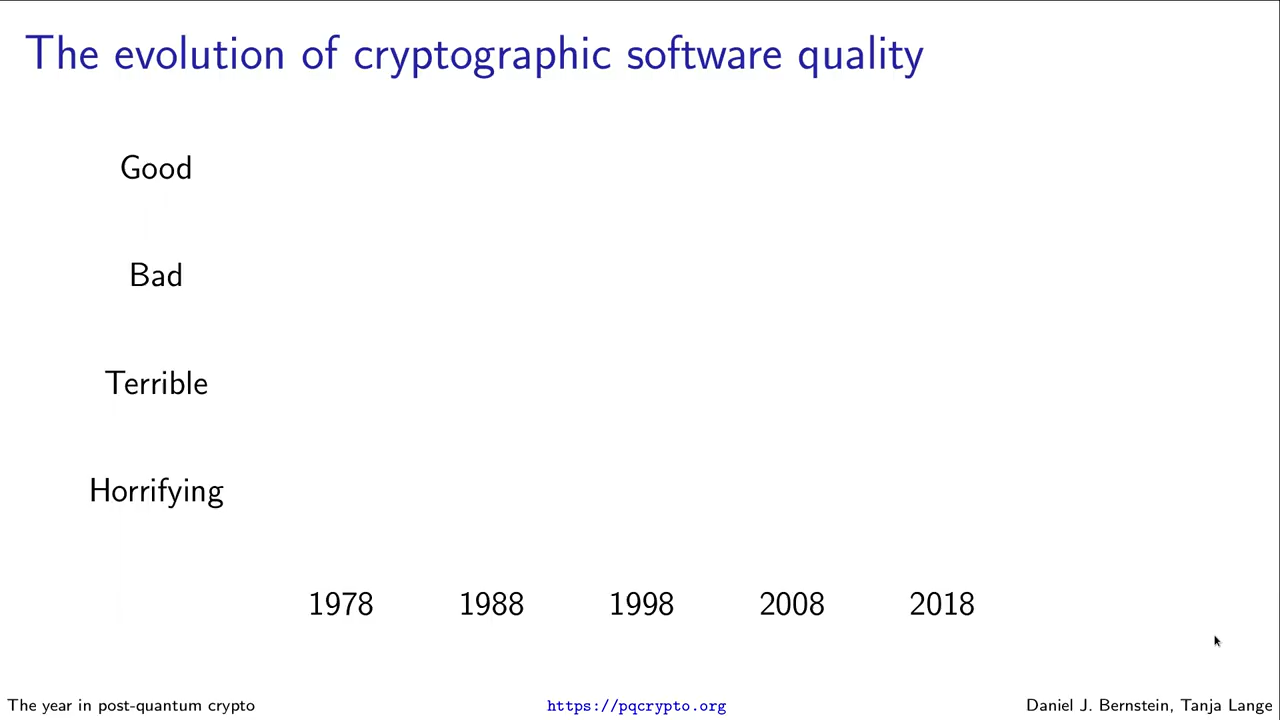 The evolution of cryptographic software quality
Good
Bad
Terrible
Horrifying
1978 1988 1998 2008 2018
The year in post-quantum crypto https://pqcrypto.org Daniel J. Bernstein, Tanja Lange